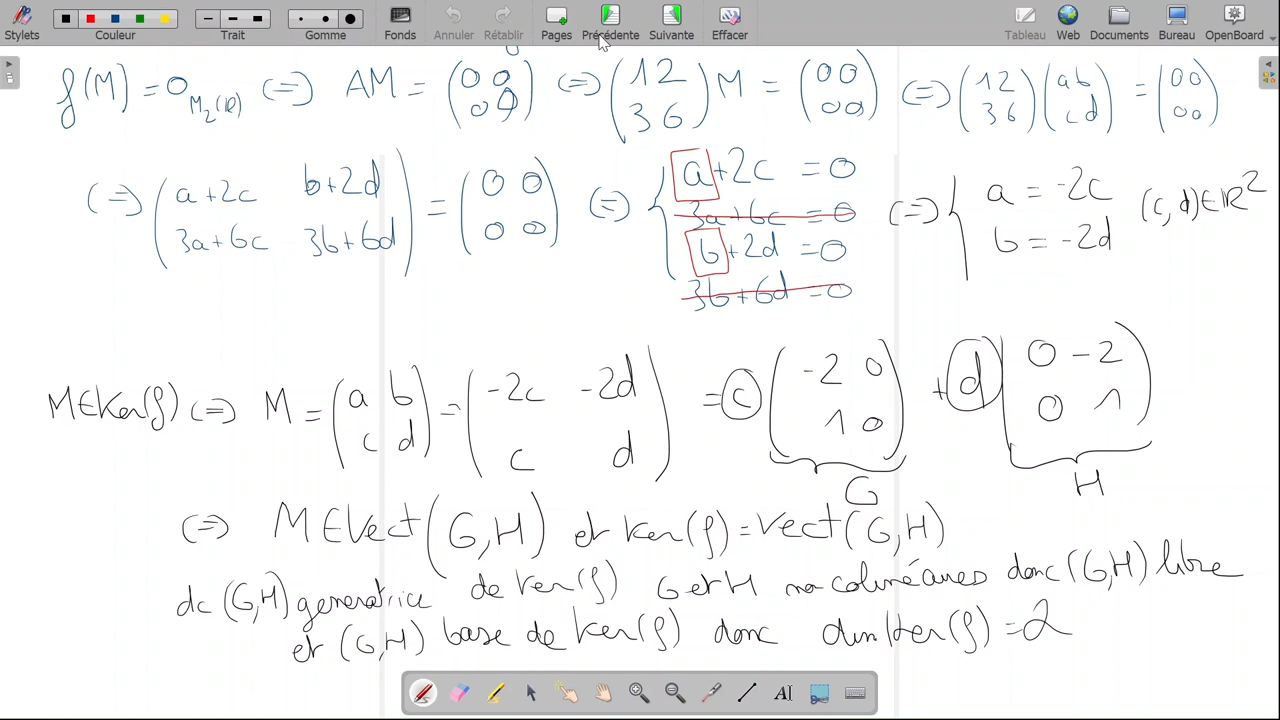 Stylets Couleur Trait Gomme Fonds Annuler Rétablir Pages Précédente Suivante Effacer Tableau Web Documents Bureau OpenBoard
f(M) = 0_{M_2(ℝ)} (=) AM = (0 0 / 0 0) (=) (1 2 / 3 6) M = (0 0 / 0 0) (=) (1 2 / 3 6) (a b / c d) = (0 0 / 0 0)
(=) (a+2c b+2d / 3a+6c 3b+6d) = (0 0 / 0 0) (=) { a+2c = 0 / 3a+6c = 0 / b+2d = 0 / 3b+6d = 0 (=) { a = -2c / b = -2d (c, d) ∈ ℝ²
M ∈ Ker(f) (=) M = (a b / c d) = (-2c -2d / c d) = c (-2 0 / 1 0) + d (0 -2 / 0 1)
G H
(=) M ∈ Vect(G, H) et Ker(f) = Vect(G, H)
dc (G, H) generatrice de Ker(f) G et H non colinéaires donc (G, H) libre
et (G, H) base de Ker(f) donc dim Ker(f) = 2
AI